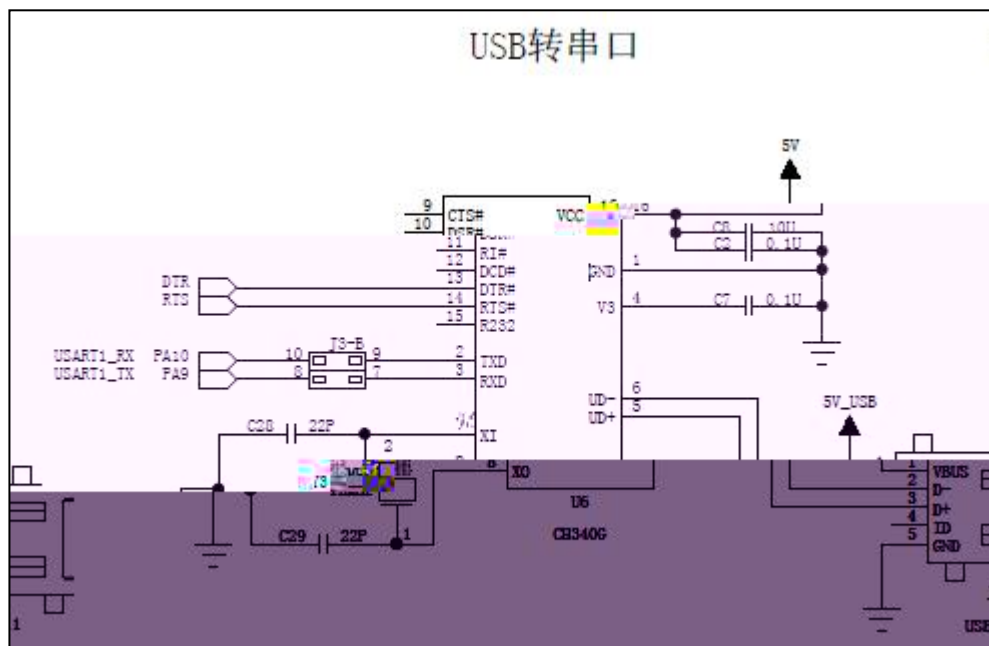 USB转串口
5V
9 CTS# VCC
10
C8 10U
11 RI# C2 0.1U
12 DCD# GND 1
DTR 13 DTR#
RTS 14 RTS# V3 4 C7 0.1U
15 R232
J3-B
USART1_RX PA10 10 9 2 TXD
USART1_TX PA9 8 7 3 RXD
UD- 6
UD+ 5
5V_USB
C28 22P XI
2
8 XO
1 VBUS
2 D-
3 D+
4 ID
5 GND
U6
C29 22P 1 CH340G
1
USB